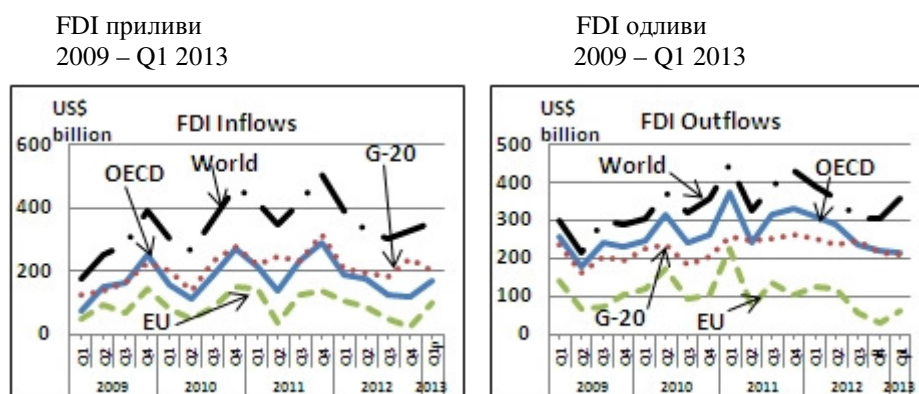 FDI приливи
2009 – Q1 2013
FDI одливи
2009 – Q1 2013
US$
billion
FDI Inflows
600
400
200
0
OECD
World
G-20
EU
Q1 Q2 Q3 Q4 Q1 Q2 Q3 Q4 Q1 Q2 Q3 Q4 Q1 Q2 Q3 Q4
2009 2010 2011 2012 2013
US$
billion
FDI Outflows
500
400
300
200
100
0
World
OECD
G-20
EU
Q1 Q2 Q3 Q4 Q1 Q2 Q3 Q4 Q1 Q2 Q3 Q4 Q1 Q2 Q3
2009 2010 2011 2012 2013